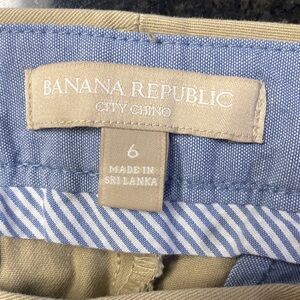 BANANA REPUBLIC
CITY CHINO
6
MADE IN
SRI LANKA